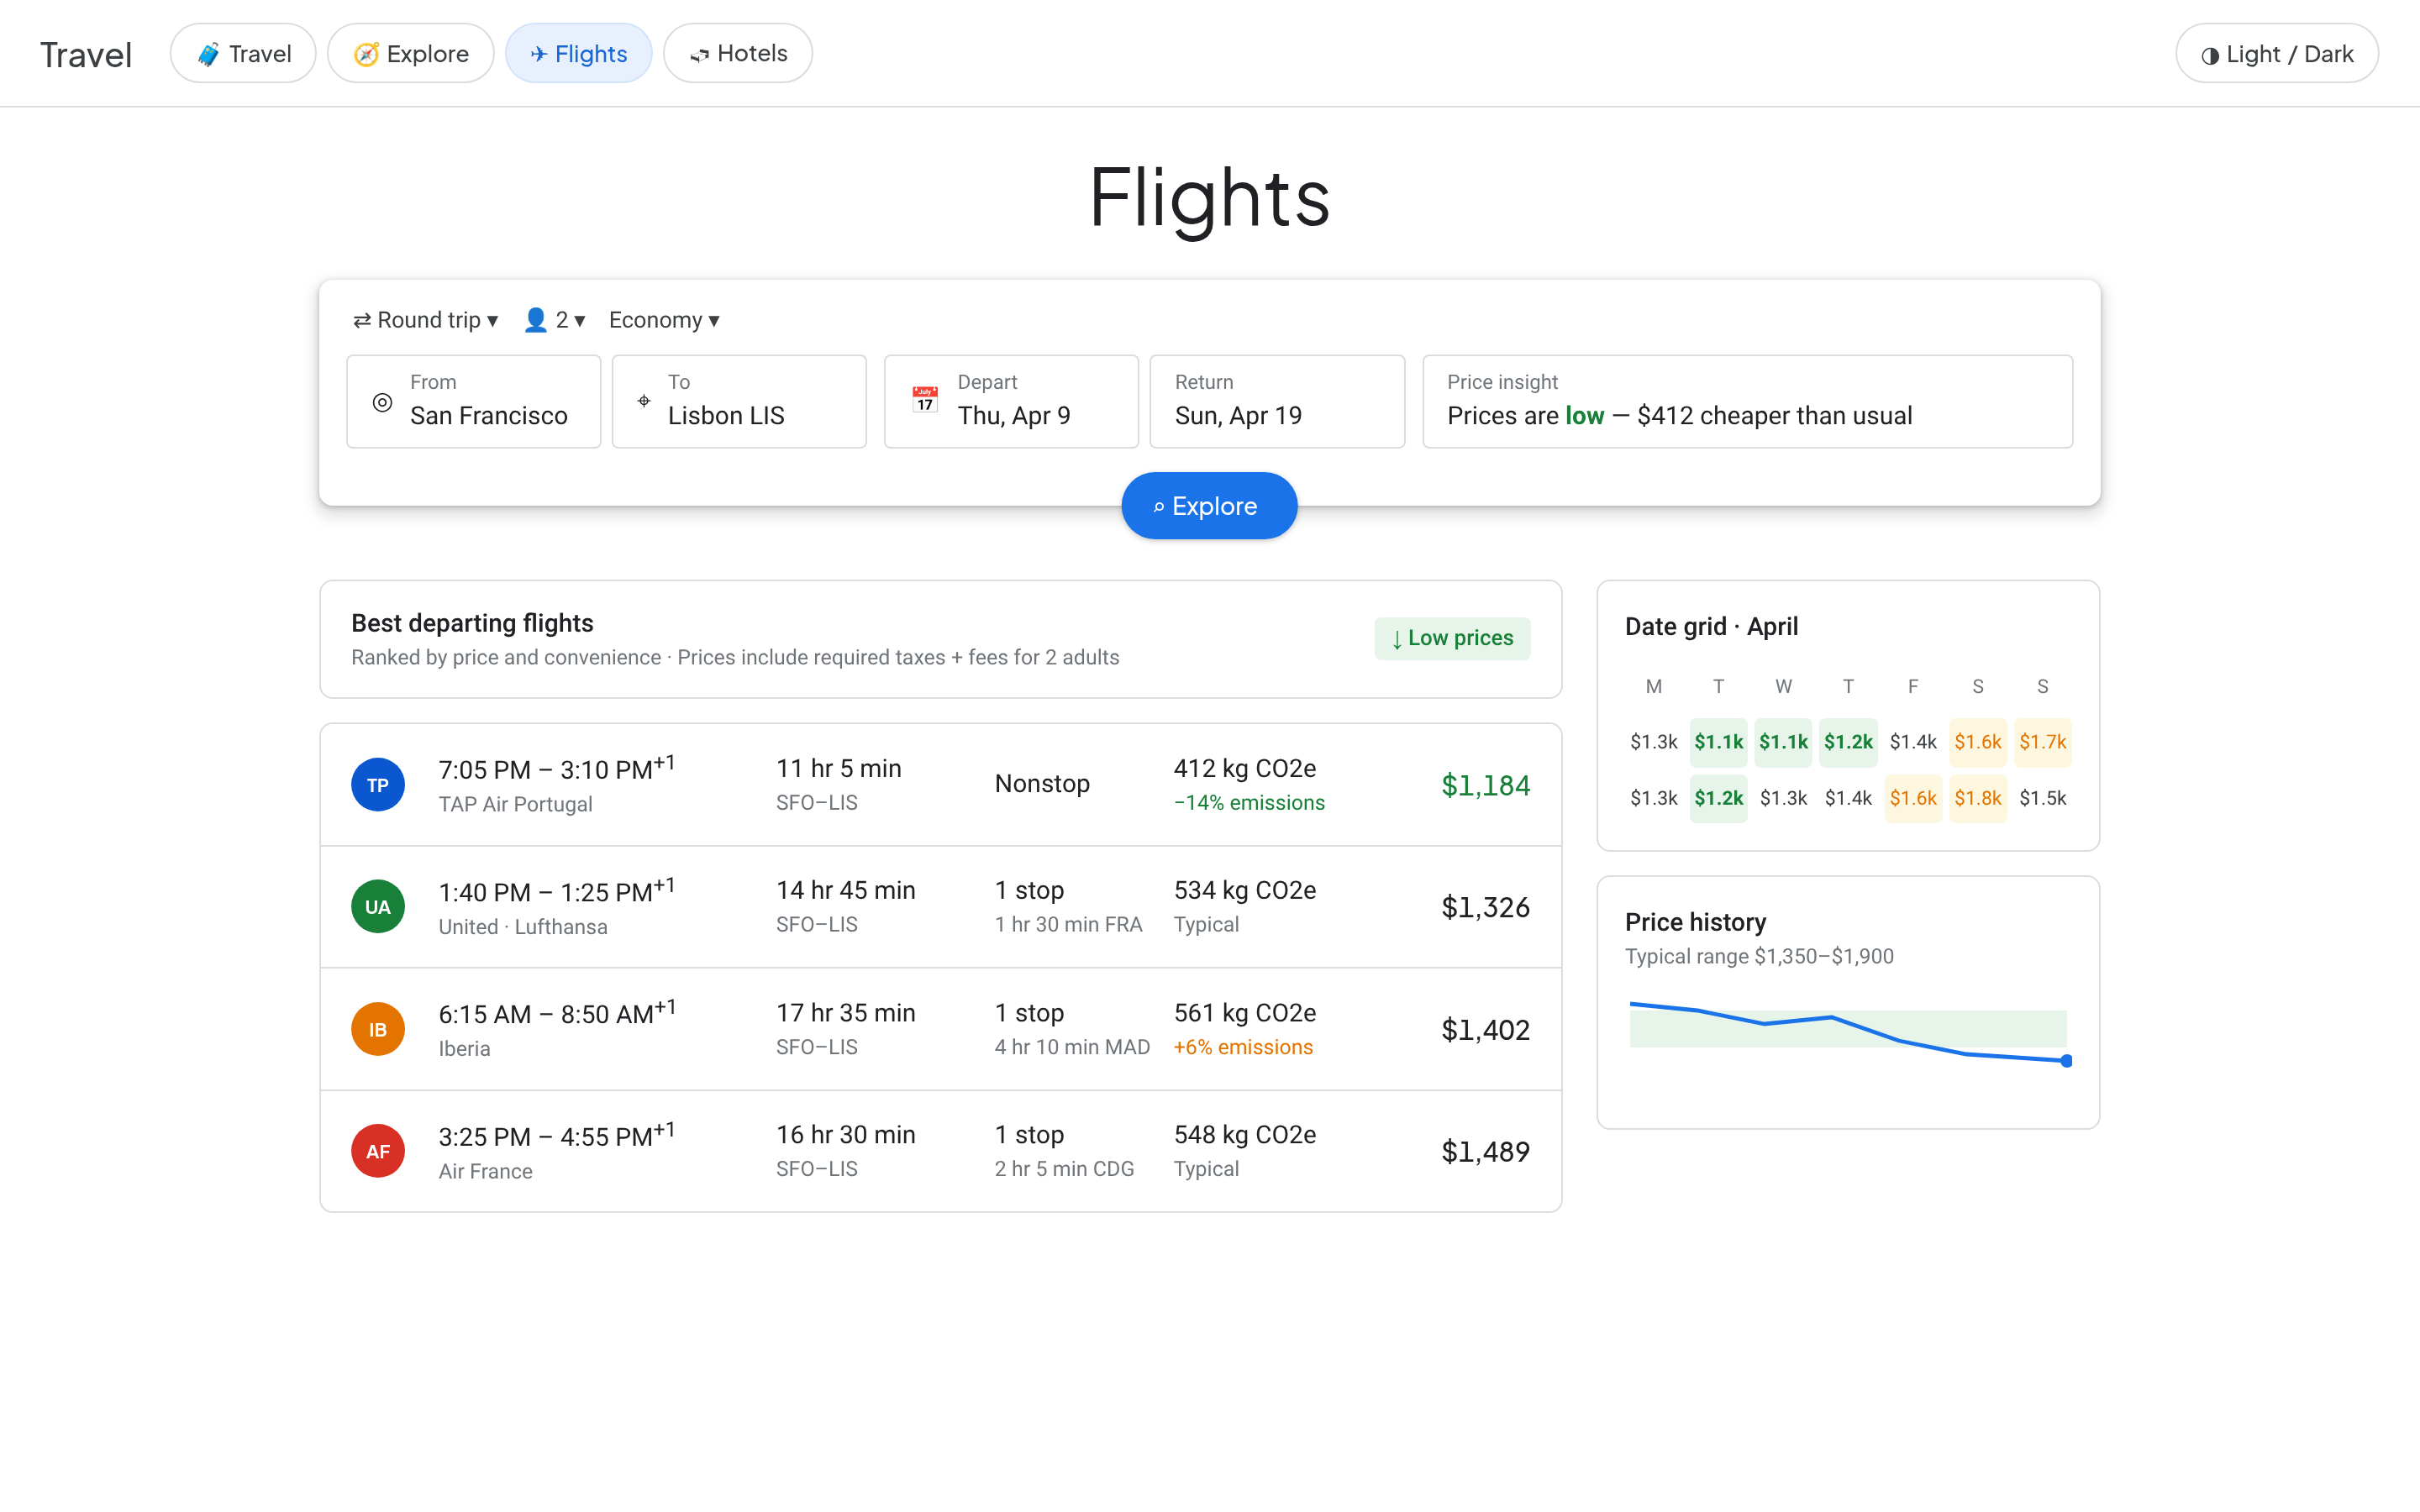 Travel
🧳 Travel
🧭 Explore
✈ Flights
Hotels
◑ Light / Dark
Flights
⇄ Round trip ▾
👤 2 ▾
Economy ▾
From
San Francisco
To
Lisbon LIS
Depart
Thu, Apr 9
Return
Sun, Apr 19
Price insight
Prices are low — $412 cheaper than usual
Explore
Best departing flights
Ranked by price and convenience · Prices include required taxes + fees for 2 adults
↓ Low prices
TP
7:05 PM – 3:10 PM+1
TAP Air Portugal
11 hr 5 min
SFO–LIS
Nonstop
412 kg CO2e
−14% emissions
$1,184
UA
1:40 PM – 1:25 PM+1
United · Lufthansa
14 hr 45 min
SFO–LIS
1 stop
1 hr 30 min FRA
534 kg CO2e
Typical
$1,326
IB
6:15 AM – 8:50 AM+1
Iberia
17 hr 35 min
SFO–LIS
1 stop
4 hr 10 min MAD
561 kg CO2e
+6% emissions
$1,402
AF
3:25 PM – 4:55 PM+1
Air France
16 hr 30 min
SFO–LIS
1 stop
2 hr 5 min CDG
548 kg CO2e
Typical
$1,489
Date grid · April
M T W T F S S
$1.3k $1.1k $1.1k $1.2k $1.4k $1.6k $1.7k
$1.3k $1.2k $1.3k $1.4k $1.6k $1.8k $1.5k
Price history
Typical range $1,350–$1,900